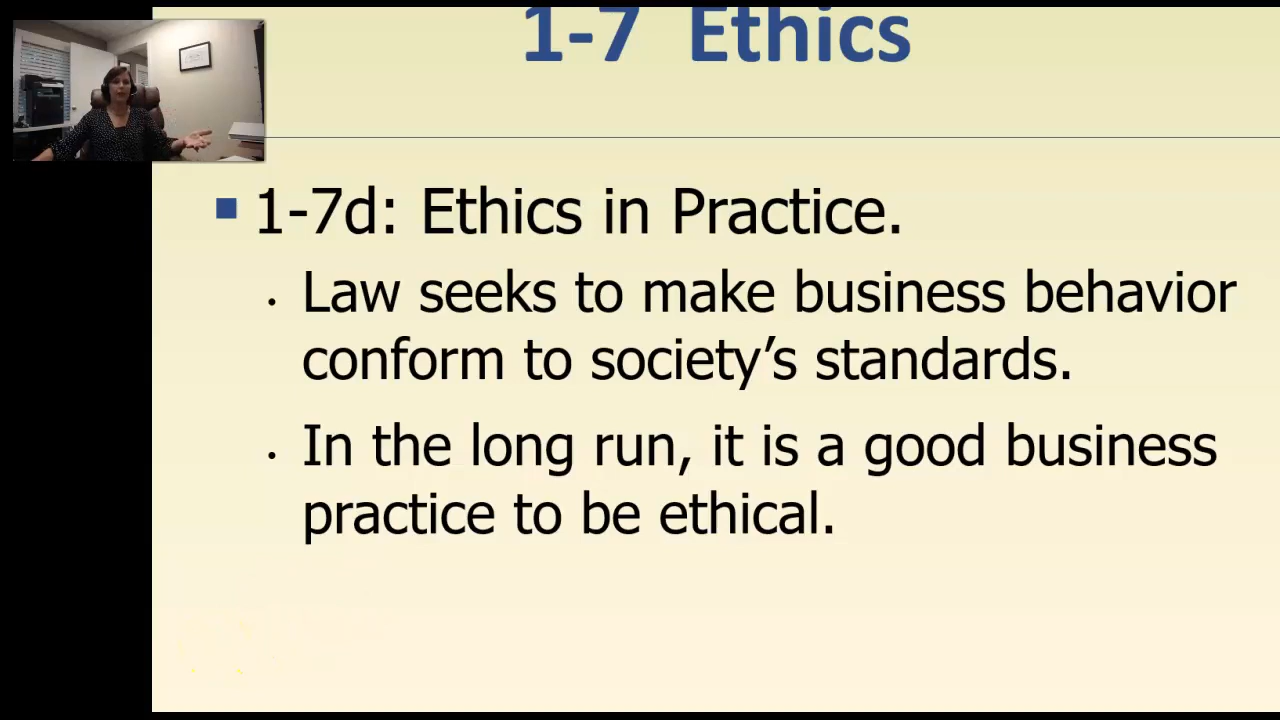 1-7 Ethics
1-7d: Ethics in Practice.
Law seeks to make business behavior
conform to society’s standards.
In the long run, it is a good business
practice to be ethical.